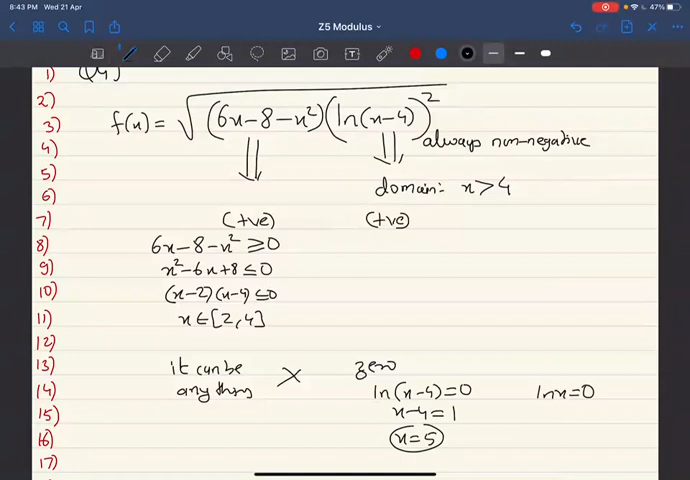 8:43 PM Wed 21 Apr
47%
Z5 Modulus
1) Q4)
2)
3) f(x) = √(6x-8-x²)(ln(x-4))²
4) always non-negative
5)
6) domain: x>4
7) (+ve) (+ve)
8) 6x-8-x² ≥0
9) x²-6x+8 ≤0
10) (x-2)(x-4) ≤0
11) x∈[2,4]
12)
13) it can be zero
14) anything × ln(x-4)=0 lnx=0
15) x-4=1
16) x=5
17)